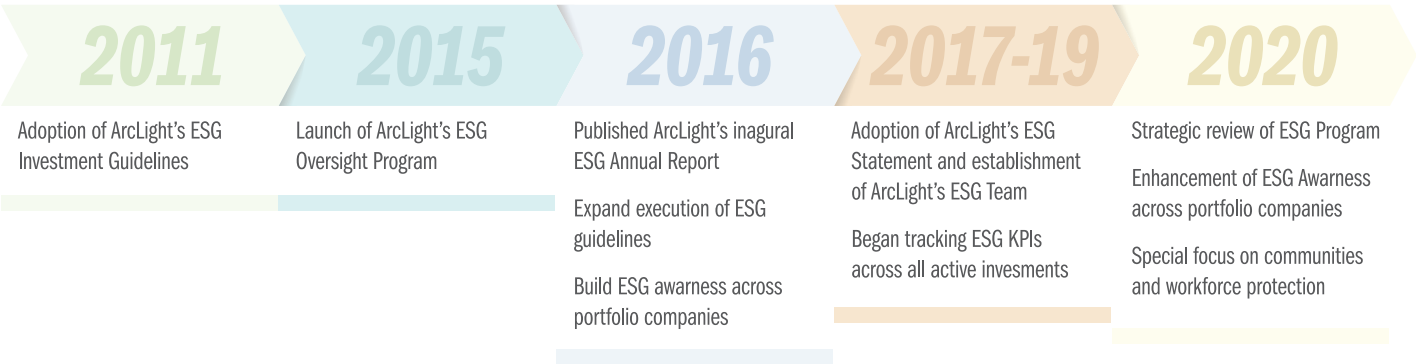 2011
Adoption of ArcLight's ESG
Investment Guidelines
2015
Launch of ArcLight's ESG
Oversight Program
2016
Published ArcLight's inagural
ESG Annual Report
Expand execution of ESG
guidelines
Build ESG awarness across
portfolio companies
2017-19
Adoption of ArcLight's ESG
Statement and establishment
of ArcLight's ESG Team
Began tracking ESG KPIs
across all active invesments
2020
Strategic review of ESG Program
Enhancement of ESG Awarness
across portfolio companies
Special focus on communities
and workforce protection